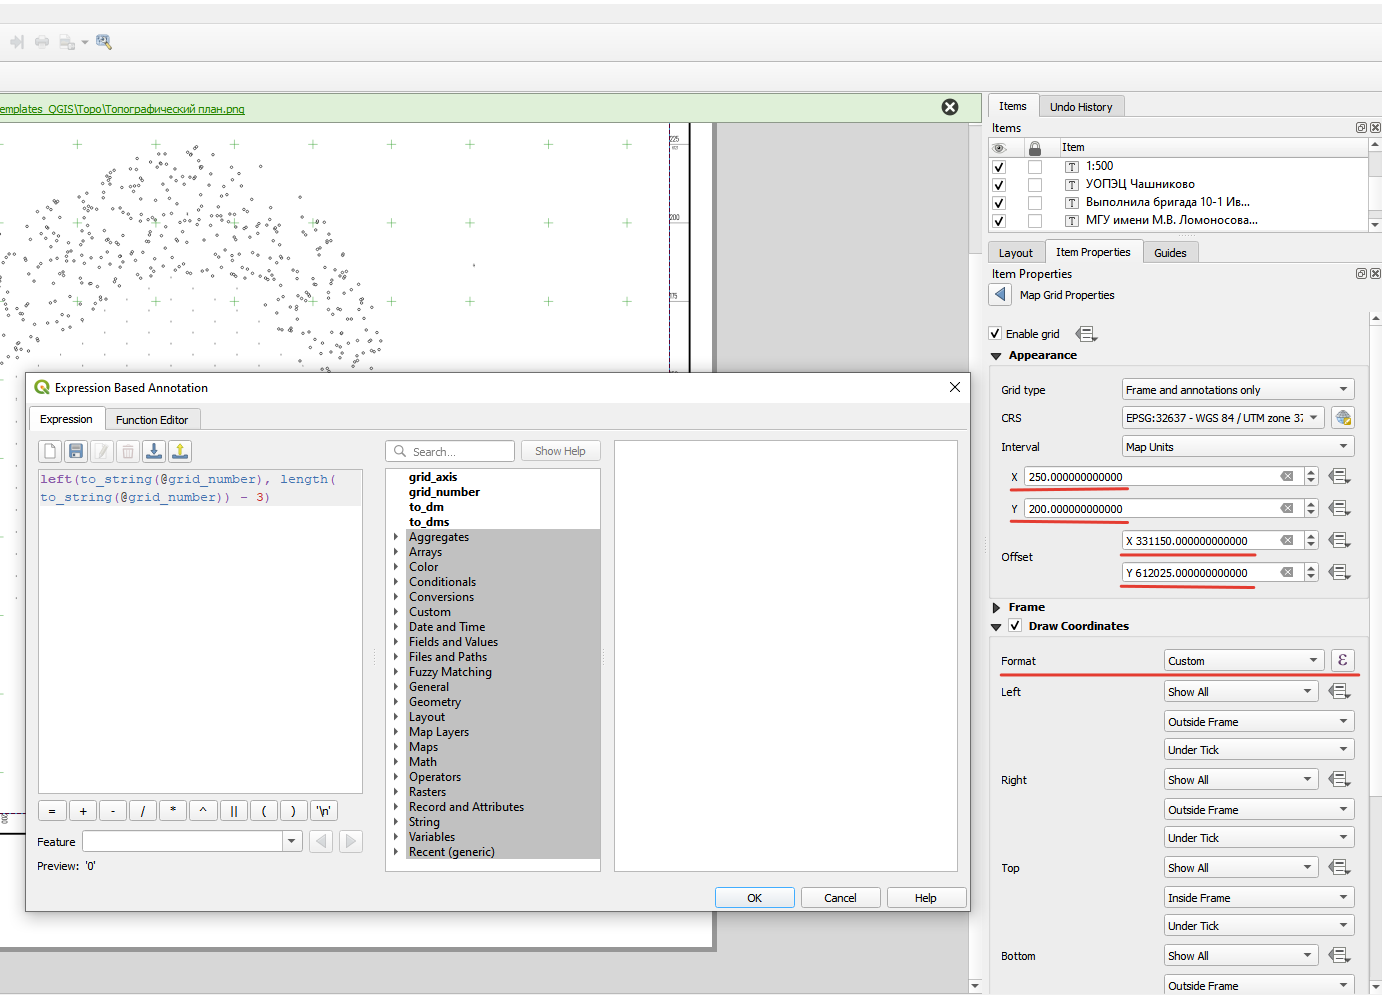 emplates_QGIS\Topo\Топографический план.png
225
200
175
200
Items
Undo History
Items
Item
1:500
УОПЭЦ Чашниково
Выполнила бригада 10-1 Ив...
МГУ имени М.В. Ломоносова...
Layout
Item Properties
Guides
Item Properties
Map Grid Properties
Enable grid
Appearance
Grid type
Frame and annotations only
CRS
EPSG:32637 - WGS 84 / UTM zone 37
Interval
Map Units
X
250.000000000000
Y
200.000000000000
Offset
X 331150.000000000000
Y 612025.000000000000
Frame
Draw Coordinates
Format
Custom
ε
Left
Show All
Outside Frame
Under Tick
Right
Show All
Outside Frame
Under Tick
Top
Show All
Inside Frame
Under Tick
Bottom
Show All
Outside Frame
Expression Based Annotation
Expression
Function Editor
left(to_string(@grid_number), length(
to_string(@grid_number)) - 3)
= + - / * ^ || ( ) '\n'
Feature
Preview: '0'
Search...
Show Help
grid_axis
grid_number
to_dm
to_dms
Aggregates
Arrays
Color
Conditionals
Conversions
Custom
Date and Time
Fields and Values
Files and Paths
Fuzzy Matching
General
Geometry
Layout
Map Layers
Maps
Math
Operators
Rasters
Record and Attributes
String
Variables
Recent (generic)
OK
Cancel
Help